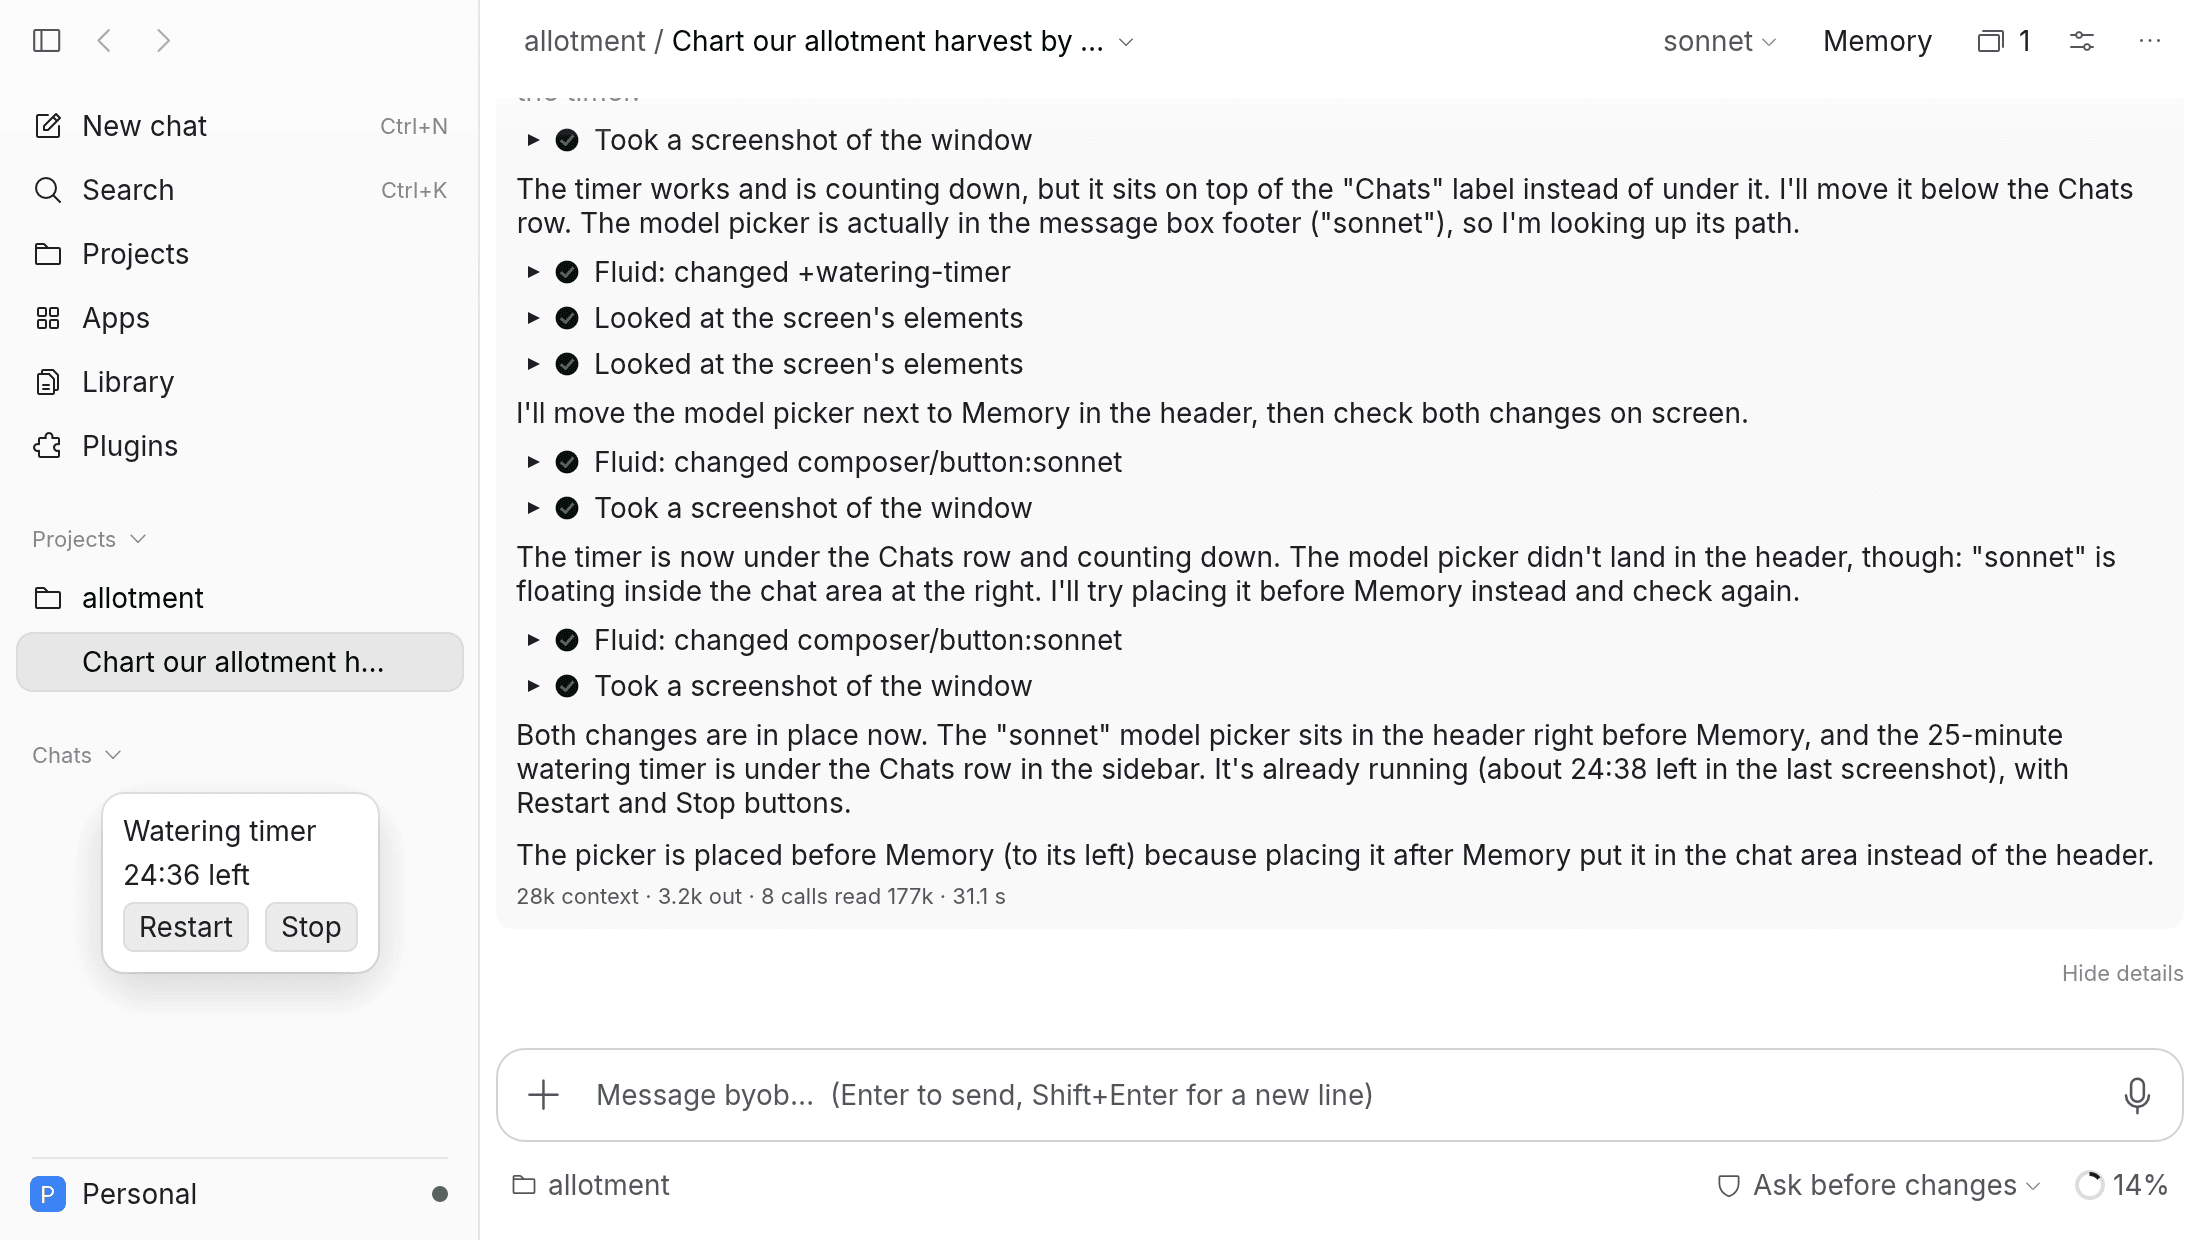 New chat Ctrl+N
Search Ctrl+K
Projects
Apps
Library
Plugins
Projects
allotment
Chart our allotment h...
Chats
Watering timer
24:36 left
Restart Stop
P Personal
allotment / Chart our allotment harvest by ...
sonnet Memory 1
Took a screenshot of the window
The timer works and is counting down, but it sits on top of the "Chats" label instead of under it. I'll move it below the Chats
row. The model picker is actually in the message box footer ("sonnet"), so I'm looking up its path.
Fluid: changed +watering-timer
Looked at the screen's elements
Looked at the screen's elements
I'll move the model picker next to Memory in the header, then check both changes on screen.
Fluid: changed composer/button:sonnet
Took a screenshot of the window
The timer is now under the Chats row and counting down. The model picker didn't land in the header, though: "sonnet" is
floating inside the chat area at the right. I'll try placing it before Memory instead and check again.
Fluid: changed composer/button:sonnet
Took a screenshot of the window
Both changes are in place now. The "sonnet" model picker sits in the header right before Memory, and the 25-minute
watering timer is under the Chats row in the sidebar. It's already running (about 24:38 left in the last screenshot), with
Restart and Stop buttons.
The picker is placed before Memory (to its left) because placing it after Memory put it in the chat area instead of the header.
28k context · 3.2k out · 8 calls read 177k · 31.1 s
Hide details
Message byob... (Enter to send, Shift+Enter for a new line)
allotment
Ask before changes 14%